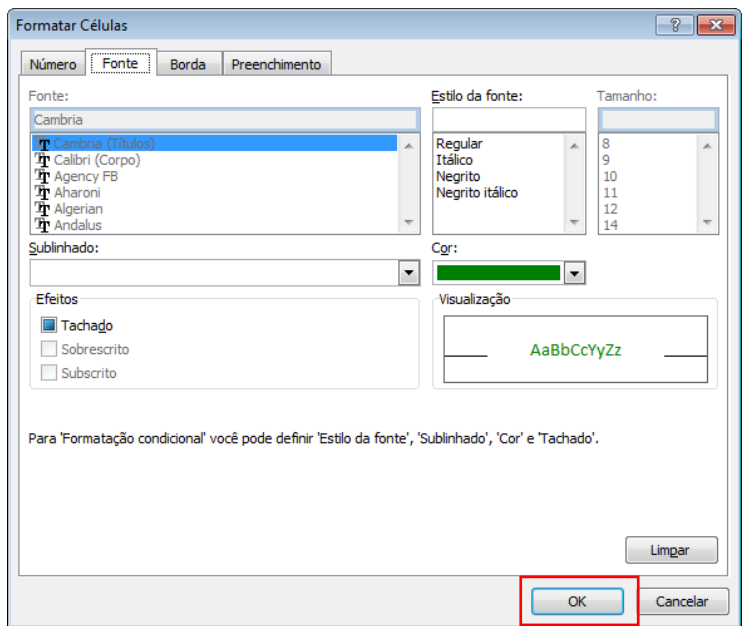 Formatar Células
Número Fonte Borda Preenchimento
Fonte: Estilo da fonte: Tamanho:
Cambria
Cambria (Títulos) Regular 8
Calibri (Corpo) Itálico 9
Agency FB Negrito 10
Aharoni Negrito itálico 11
Algerian 12
Andalus 14
Sublinhado: Cor:
Efeitos Visualização
Tachado
Sobrescrito AaBbCcYyZz
Subscrito
Para 'Formatação condicional' você pode definir 'Estilo da fonte', 'Sublinhado', 'Cor' e 'Tachado'.
Limpar
OK Cancelar